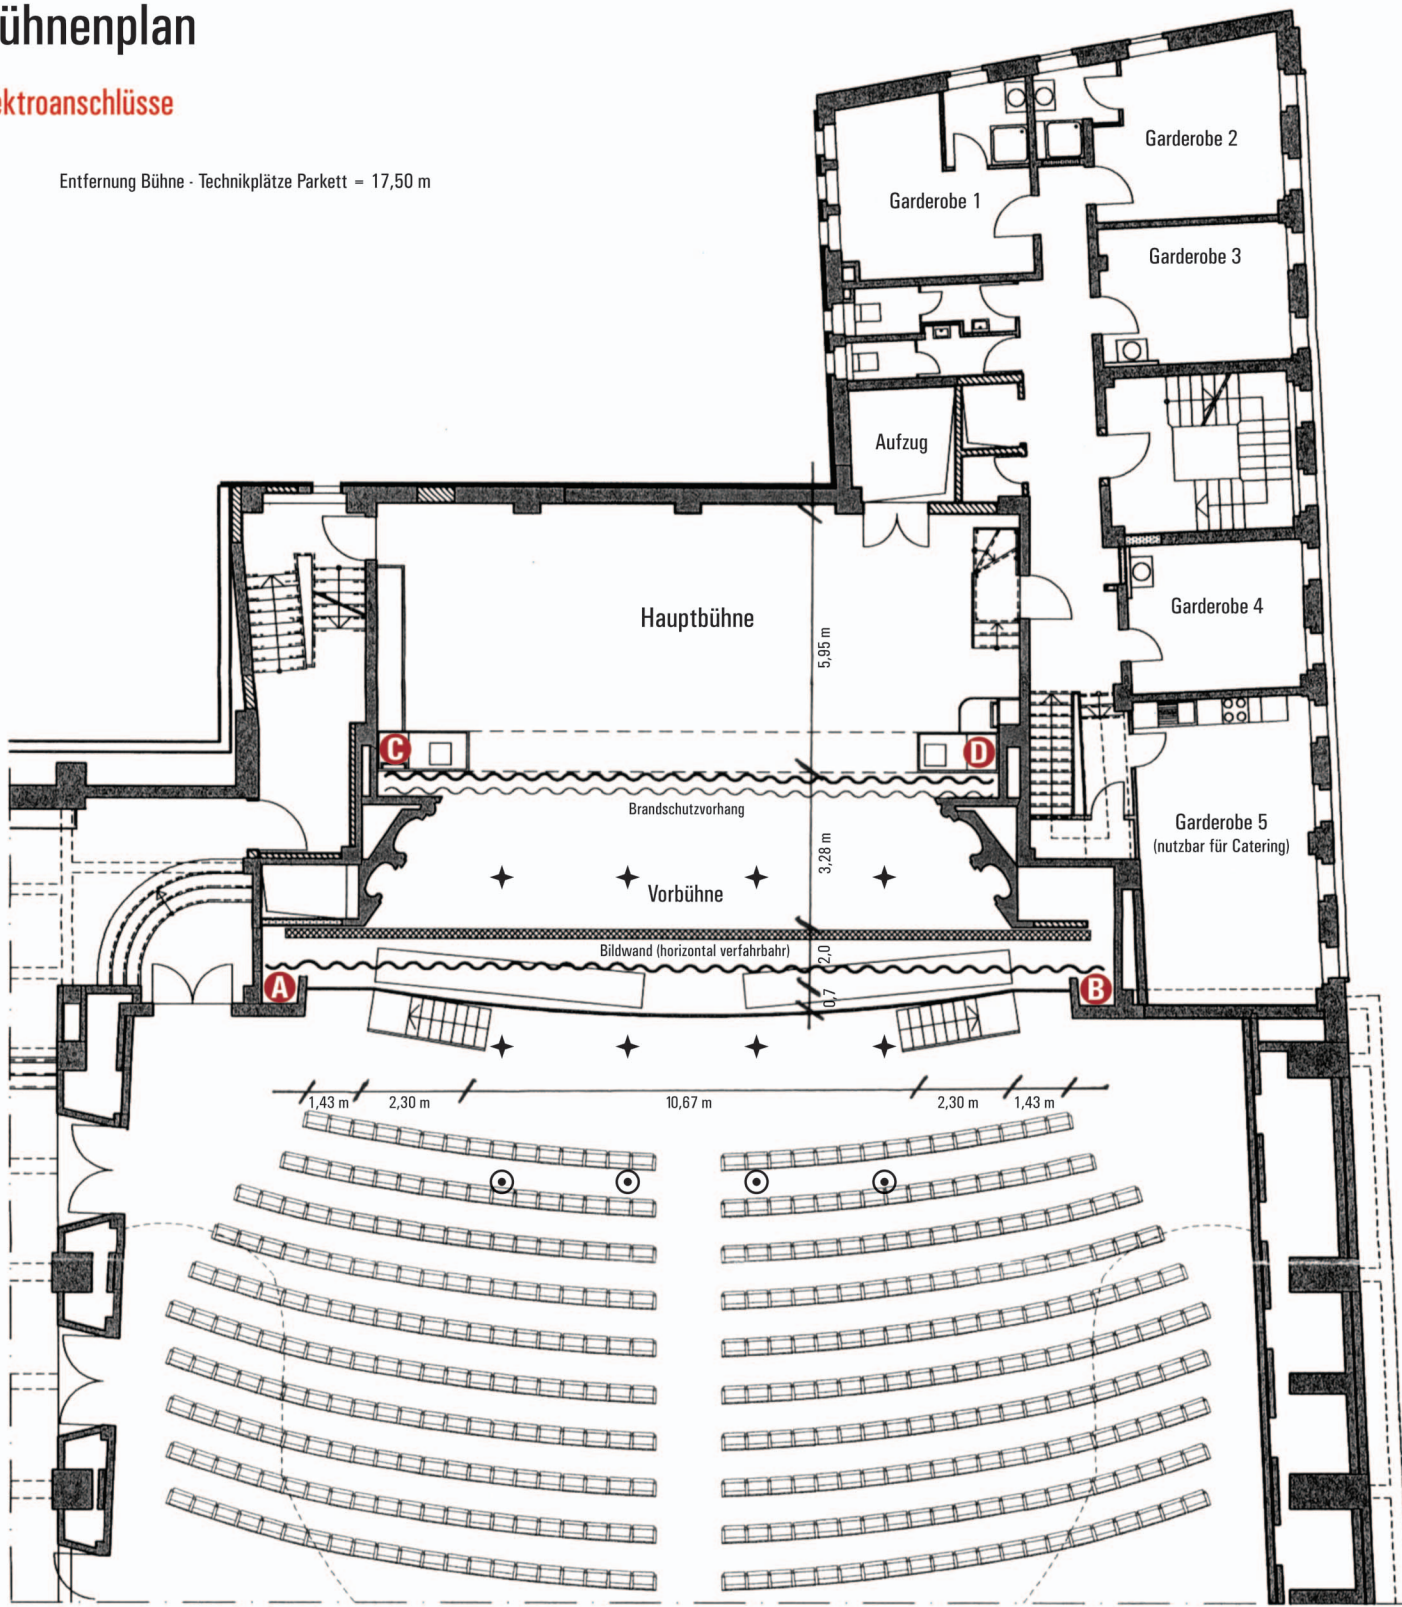 ühnenplan
ektroanschlüsse
Entfernung Bühne - Technikplätze Parkett = 17,50 m
Garderobe 2
Garderobe 1
Garderobe 3
Aufzug
Hauptbühne
Garderobe 4
5,95 m
C
D
Brandschutzvorhang
Garderobe 5
(nutzbar für Catering)
3,28 m
Vorbühne
Bildwand (horizontal verfahrbahr)
2,0
A
B
0,7
1,43 m
2,30 m
10,67 m
2,30 m
1,43 m